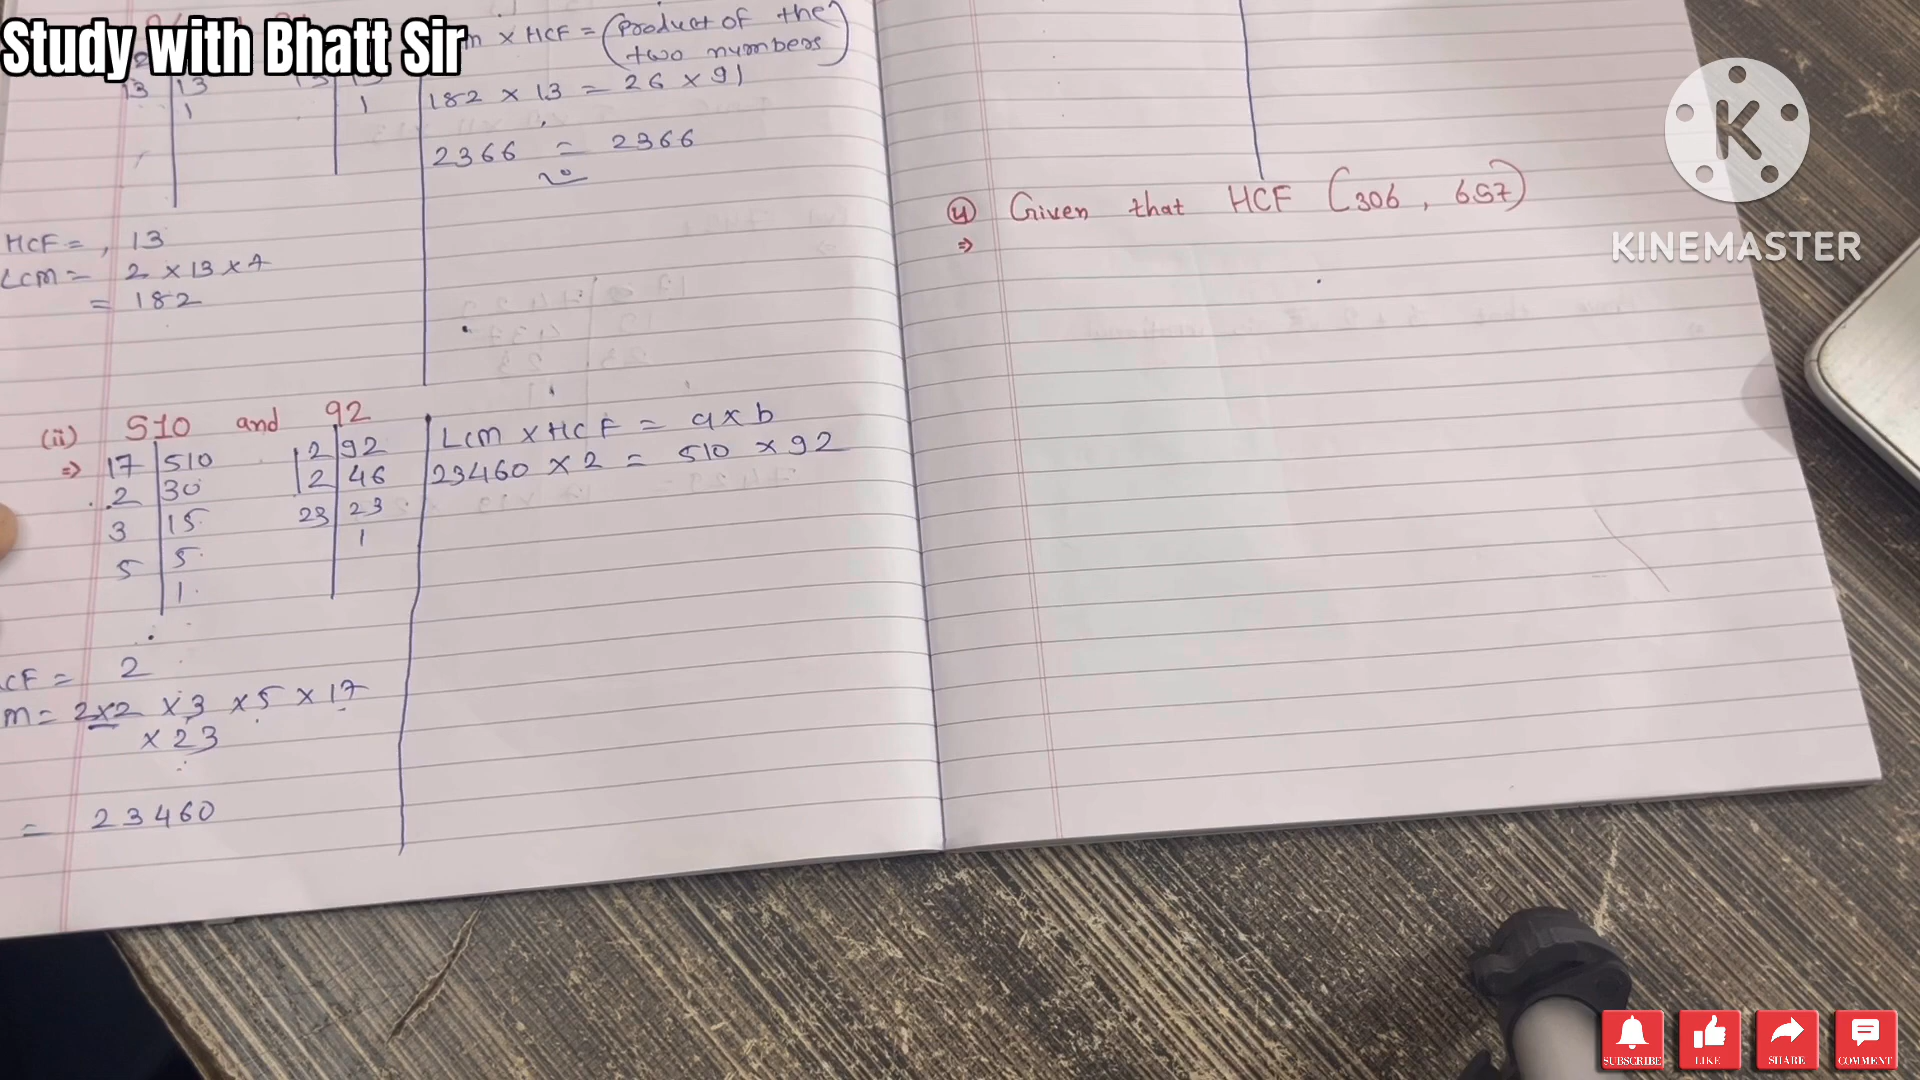 Study with Bhatt Sir
m × HCF = (Product of the
two numbers)
13 | 13
1
1
182 × 13 = 26 × 91
2366 = 2366
HCF = , 13
LCM = 2 × 13 × 7
= 182
(ii) 510 and 92
⇒ 17 | 510
2 | 30
3 | 15
5 | 5
1
2 | 92
2 | 46
23 | 23
1
LCM × HCF = a × b
23460 × 2 = 510 × 92
CF = 2
m = 2×2 × 3 × 5 × 17
× 23
= 23460
④ Given that HCF (306, 657)
⇒
K
KINEMASTER
SUBSCRIBE
LIKE
SHARE
COMMENT